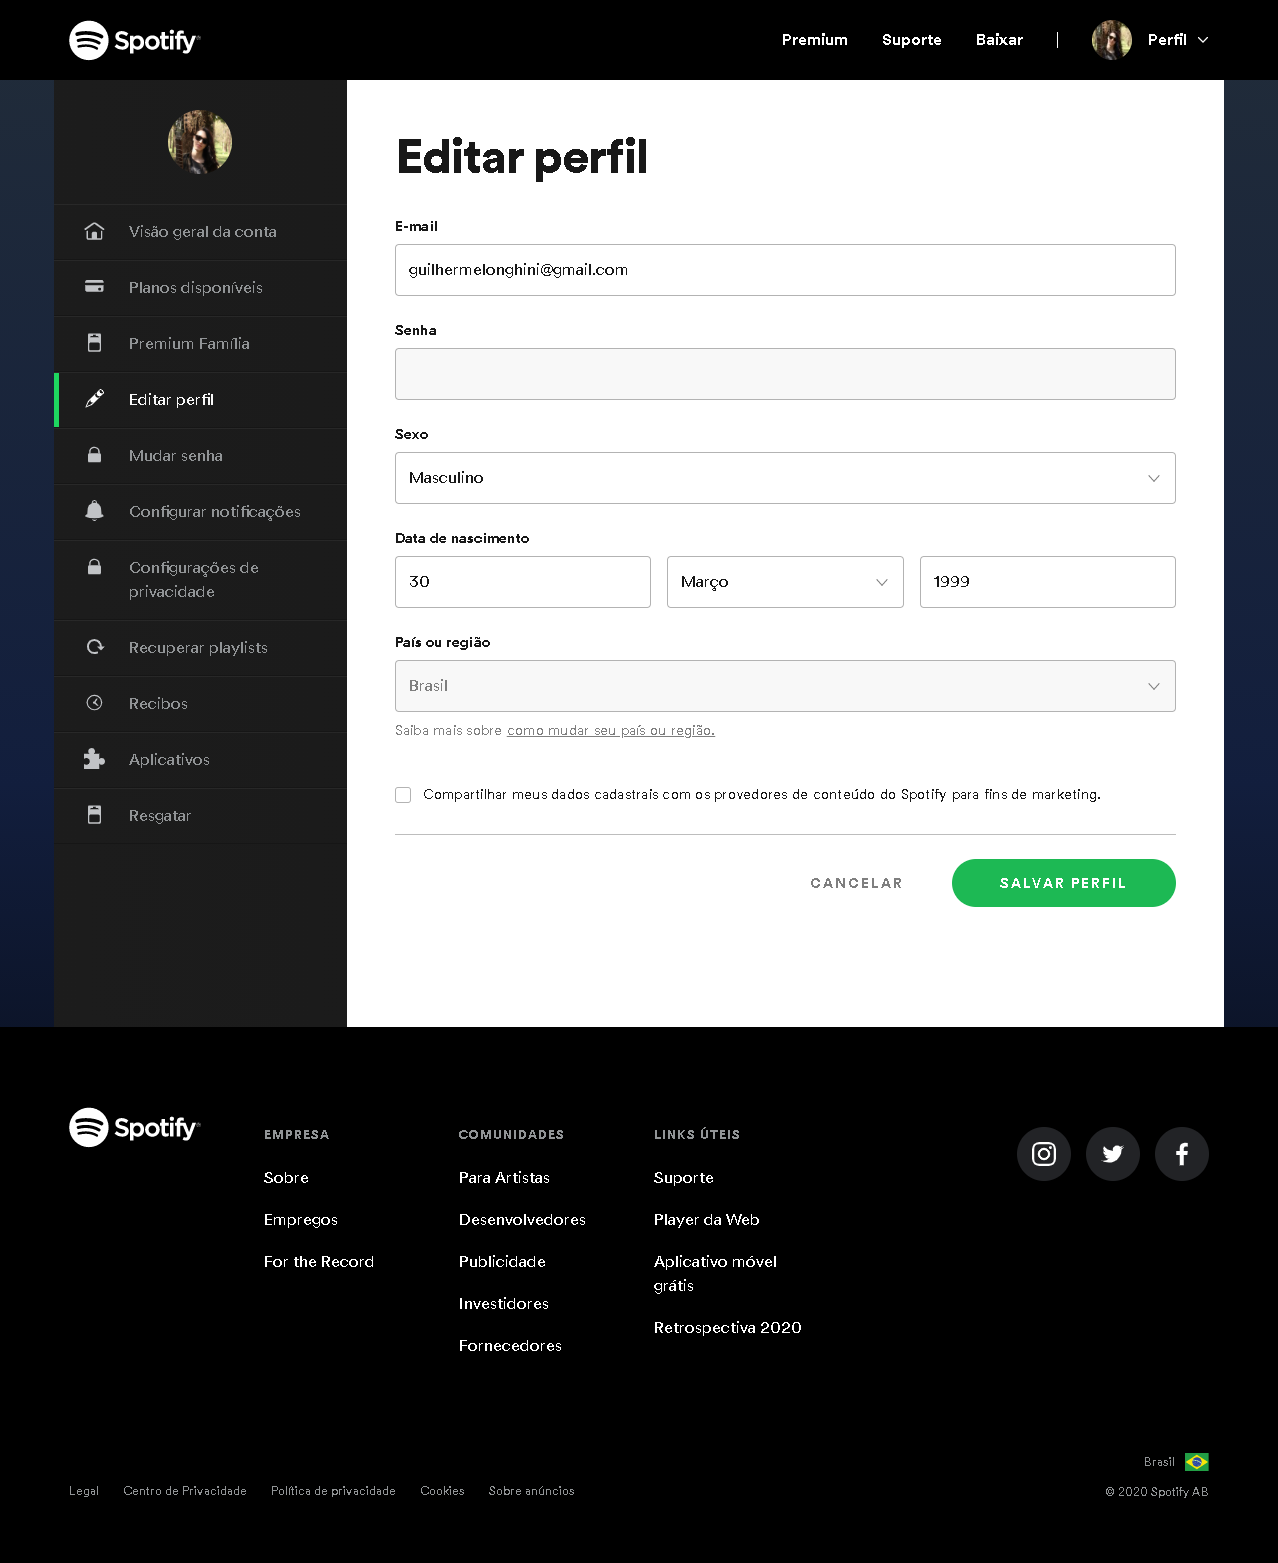 Spotify
Premium
Suporte
Baixar
Perfil
Visão geral da conta
Planos disponíveis
Premium Família
Editar perfil
Mudar senha
Configurar notificações
Configurações de
privacidade
Recuperar playlists
Recibos
Aplicativos
Resgatar
Editar perfil
E-mail
guilhermelonghini@gmail.com
Senha
Sexo
Masculino
Data de nascimento
30
Março
1999
País ou região
Brasil
Saiba mais sobre como mudar seu país ou região.
Compartilhar meus dados cadastrais com os provedores de conteúdo do Spotify para fins de marketing.
CANCELAR
SALVAR PERFIL
Spotify
EMPRESA
Sobre
Empregos
For the Record
COMUNIDADES
Para Artistas
Desenvolvedores
Publicidade
Investidores
Fornecedores
LINKS ÚTEIS
Suporte
Player da Web
Aplicativo móvel
grátis
Retrospectiva 2020
Brasil
Legal
Centro de Privacidade
Política de privacidade
Cookies
Sobre anúncios
© 2020 Spotify AB